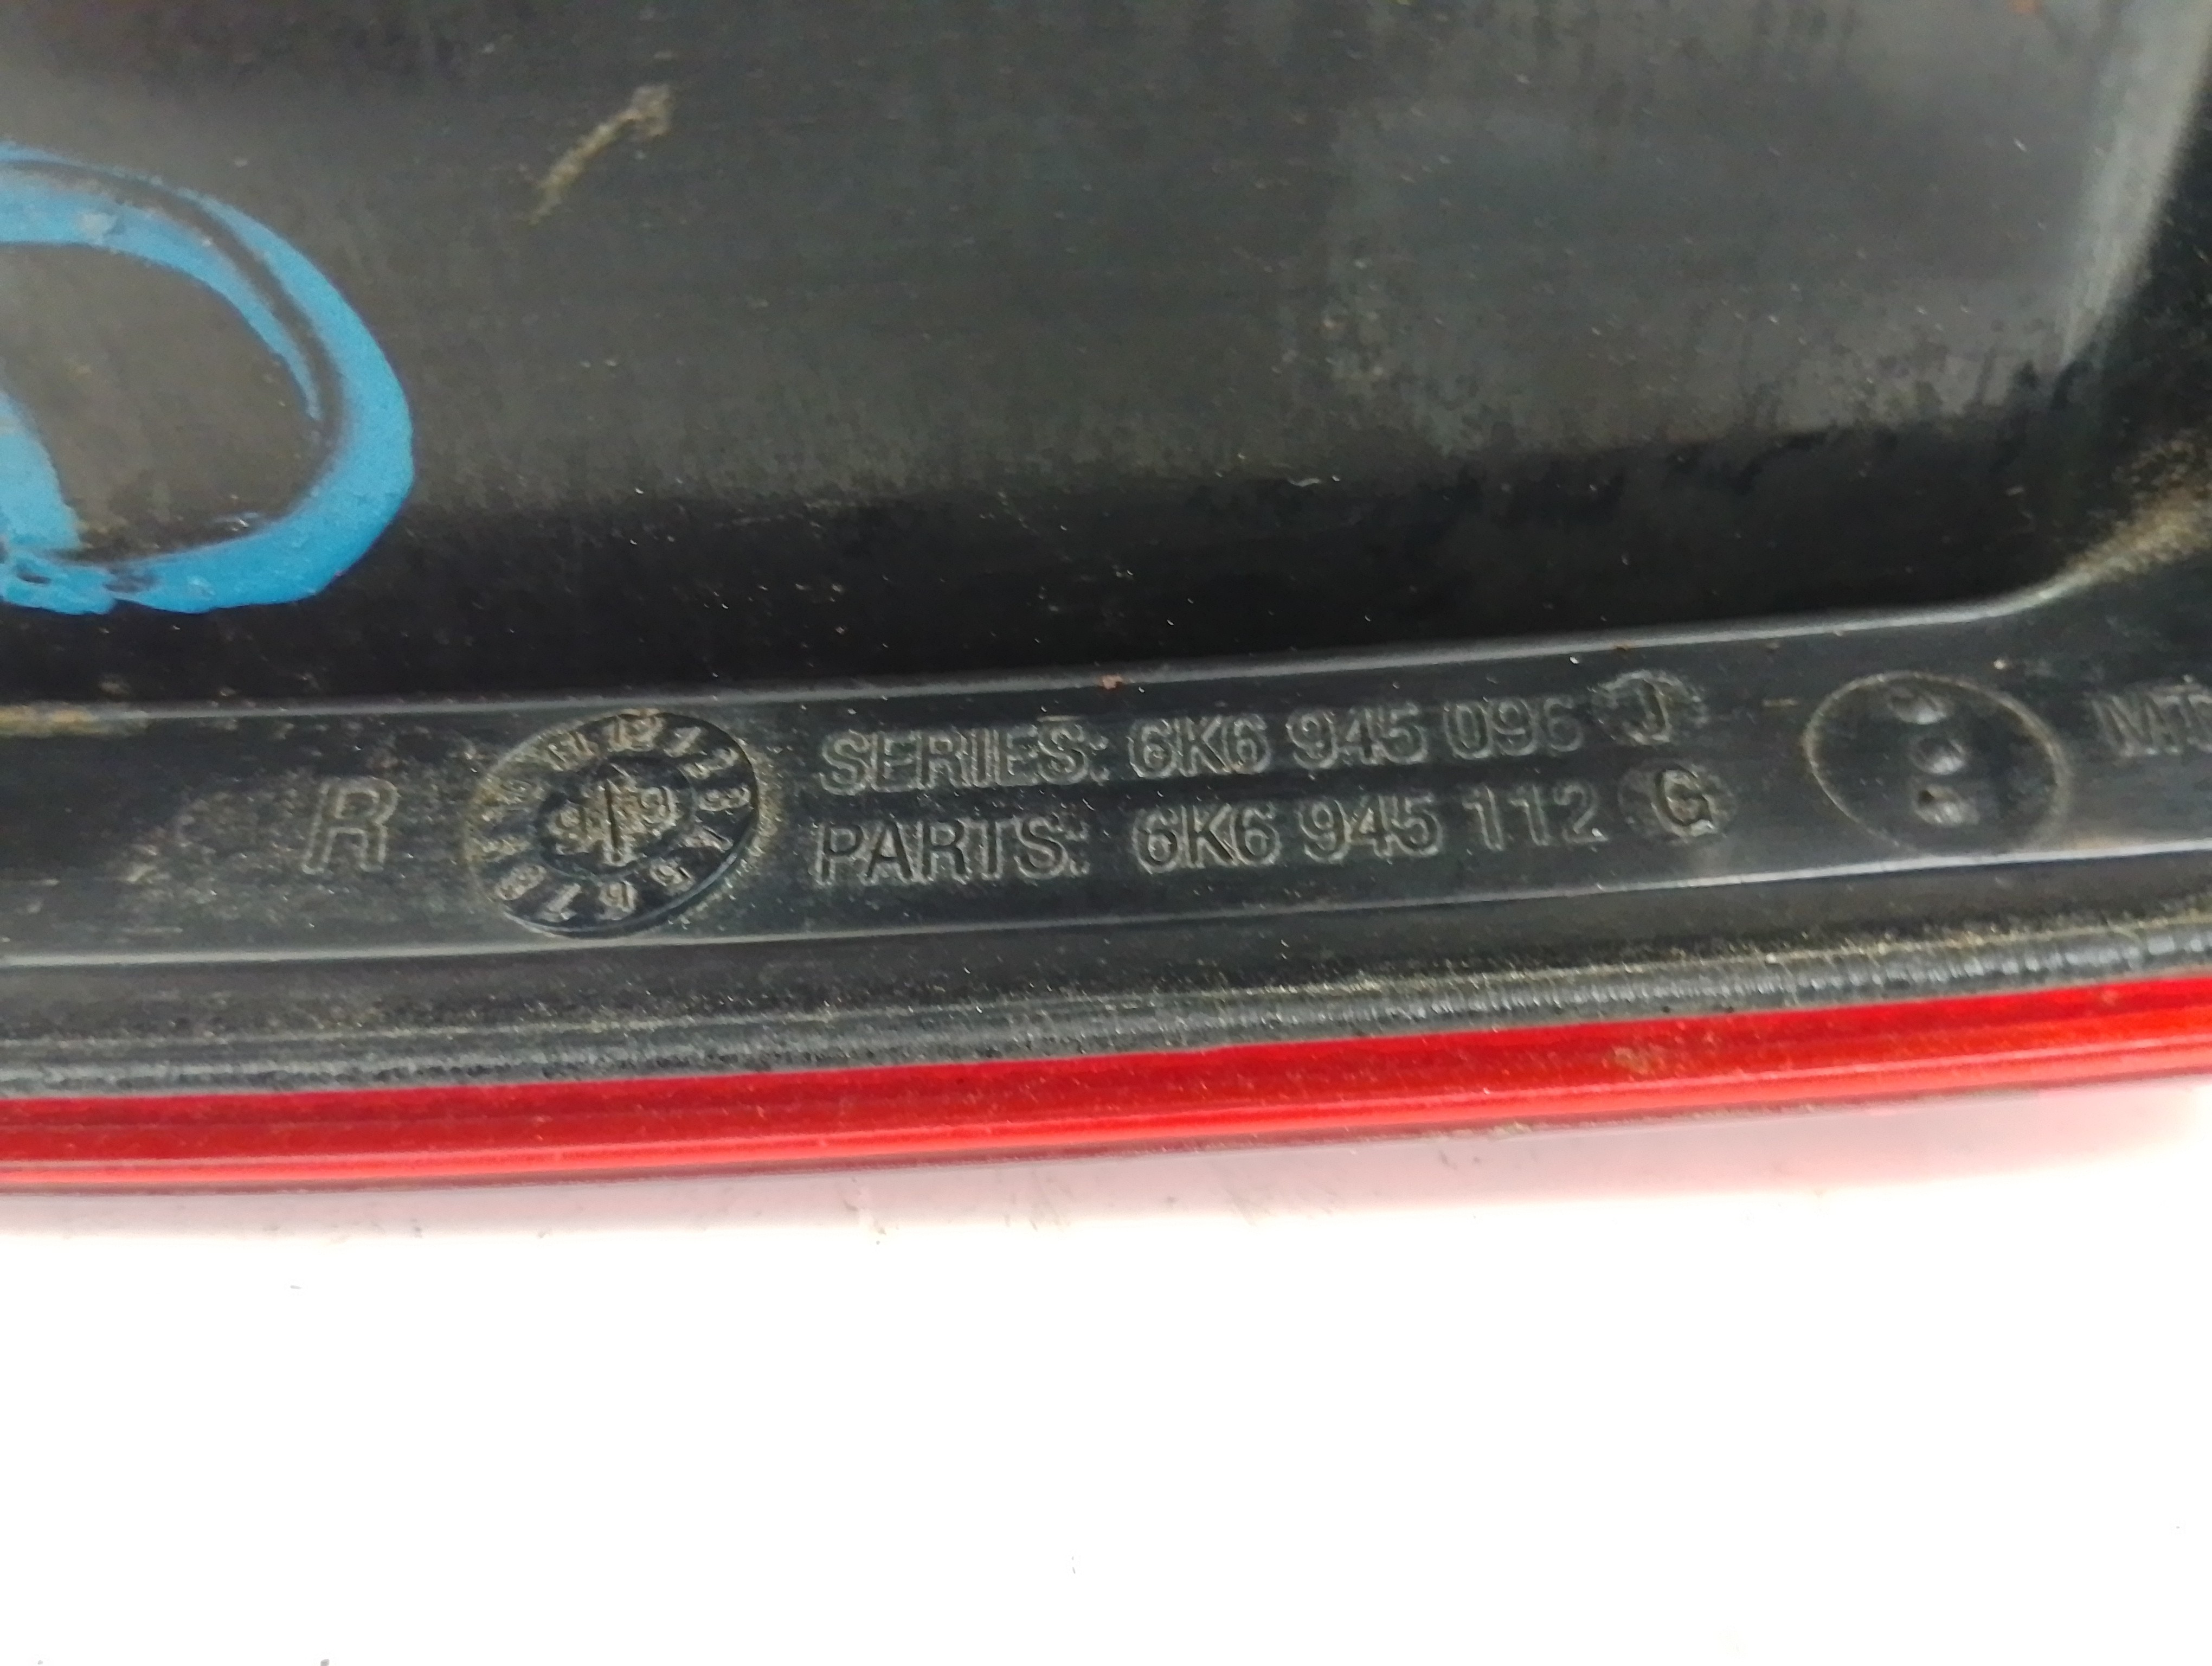 R
SERIES: 6K6 945 096 J
PARTS: 6K6 945 112 G